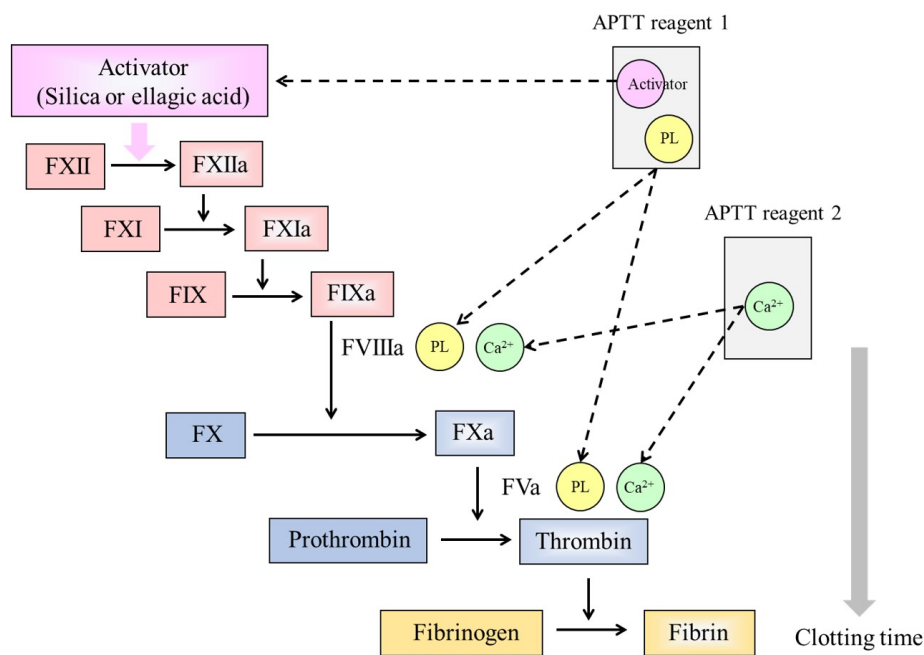 APTT reagent 1
Activator
(Silica or ellagic acid)
Activator
PL
FXII
FXIIa
APTT reagent 2
FXI
FXIa
FIX
FIXa
Ca²⁺
FVIIIa
PL
Ca²⁺
FX
FXa
FVa
PL
Ca²⁺
Prothrombin
Thrombin
Fibrinogen
Fibrin
Clotting time